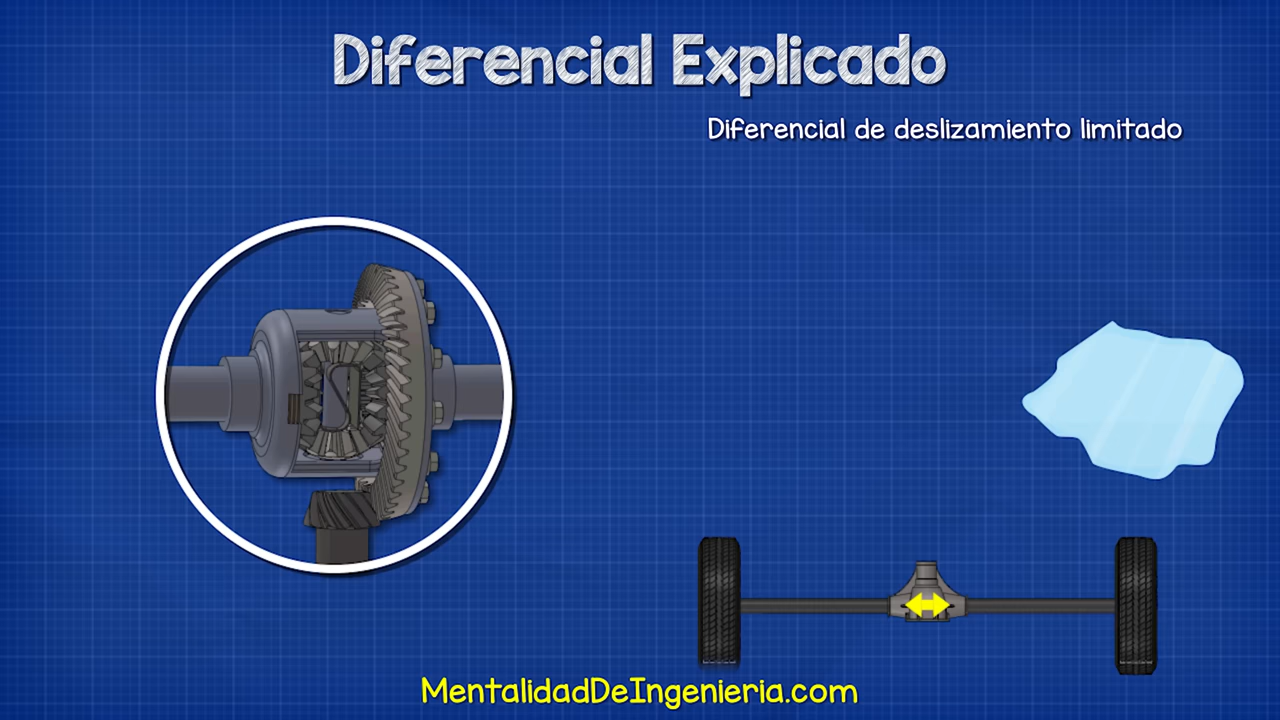 Diferencial Explicado
Diferencial de deslizamiento limitado
MentalidadDeIngenieria.com